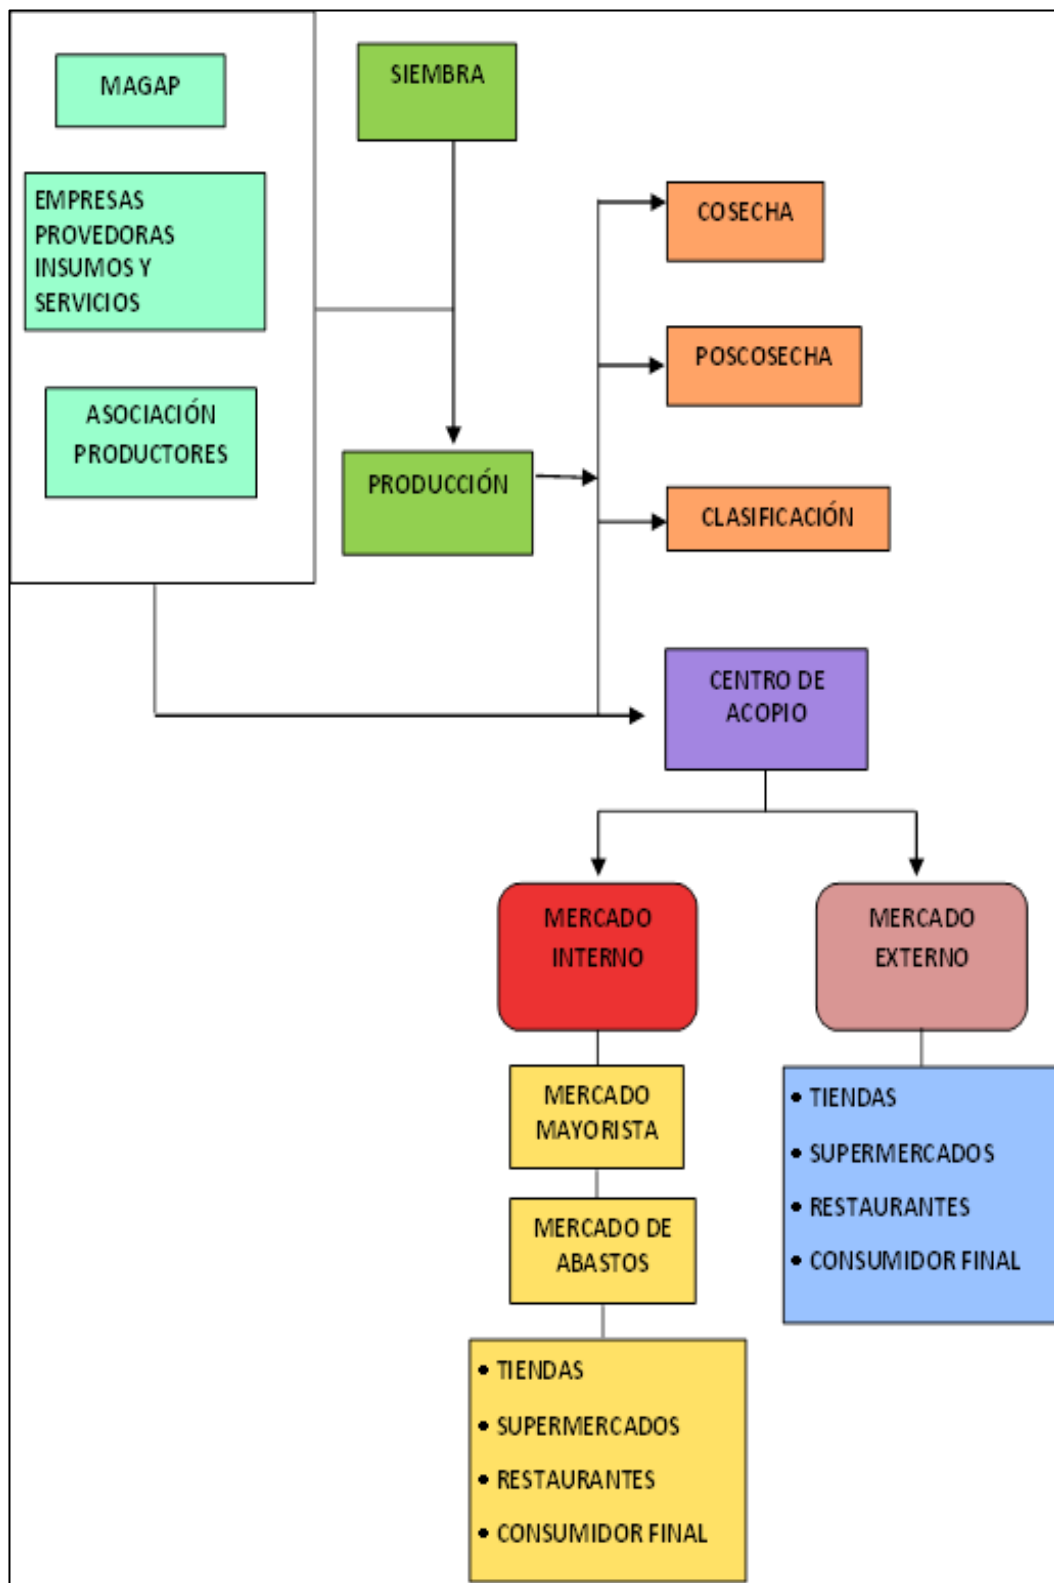 MAGAP
EMPRESAS
PROVEDORAS
INSUMOS Y
SERVICIOS
ASOCIACIÓN
PRODUCTORES
SIEMBRA
PRODUCCIÓN
COSECHA
POSCOSECHA
CLASIFICACIÓN
CENTRO DE
ACOPIO
MERCADO
INTERNO
MERCADO
EXTERNO
MERCADO
MAYORISTA
MERCADO DE
ABASTOS
• TIENDAS
• SUPERMERCADOS
• RESTAURANTES
• CONSUMIDOR FINAL
• TIENDAS
• SUPERMERCADOS
• RESTAURANTES
• CONSUMIDOR FINAL